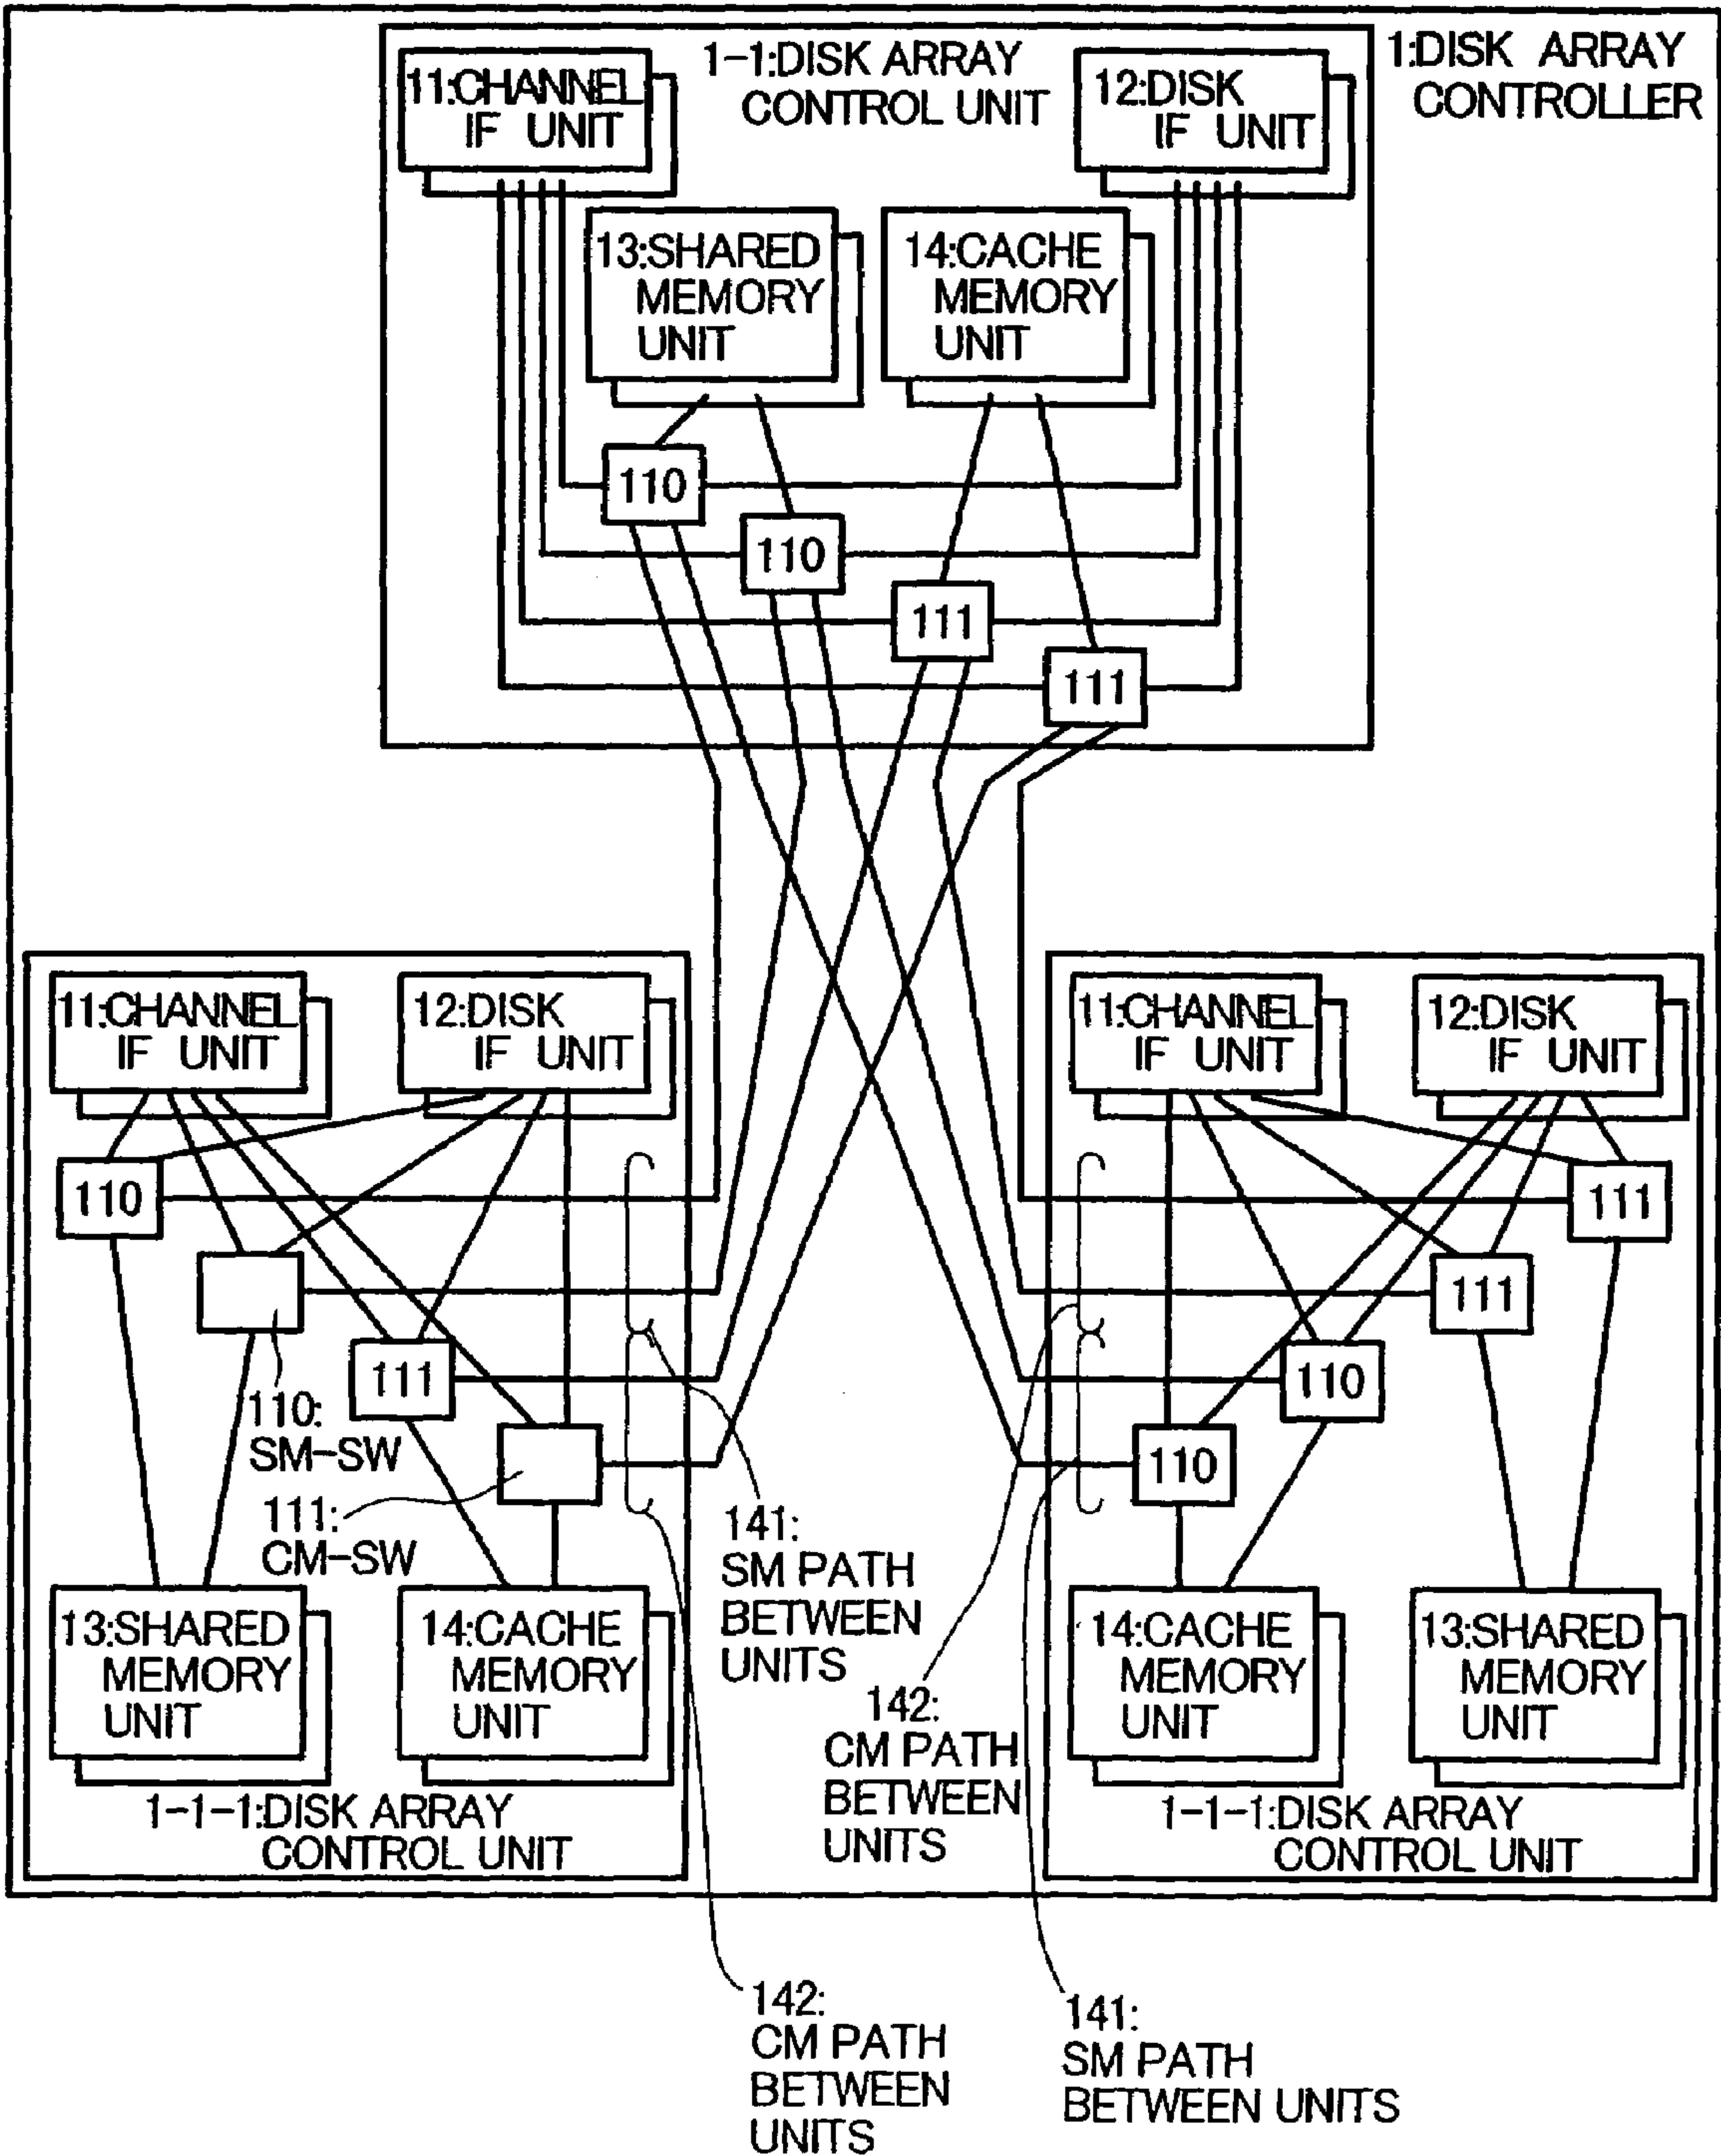 1:DISK ARRAY
CONTROLLER
1-1:DISK ARRAY
CONTROL UNIT
11:CHANNEL
IF UNIT
12:DISK
IF UNIT
13:SHARED
MEMORY
UNIT
14:CACHE
MEMORY
UNIT
110
110
111
111
11:CHANNEL
IF UNIT
12:DISK
IF UNIT
110
111
110:
SM-SW
111:
CM-SW
13:SHARED
MEMORY
UNIT
14:CACHE
MEMORY
UNIT
1-1-1:DISK ARRAY
CONTROL UNIT
141:
SM PATH
BETWEEN
UNITS
142:
CM PATH
BETWEEN
UNITS
11:CHANNEL
IF UNIT
12:DISK
IF UNIT
111
111
110
110
14:CACHE
MEMORY
UNIT
13:SHARED
MEMORY
UNIT
1-1-1:DISK ARRAY
CONTROL UNIT
142:
CM PATH
BETWEEN
UNITS
141:
SM PATH
BETWEEN UNITS